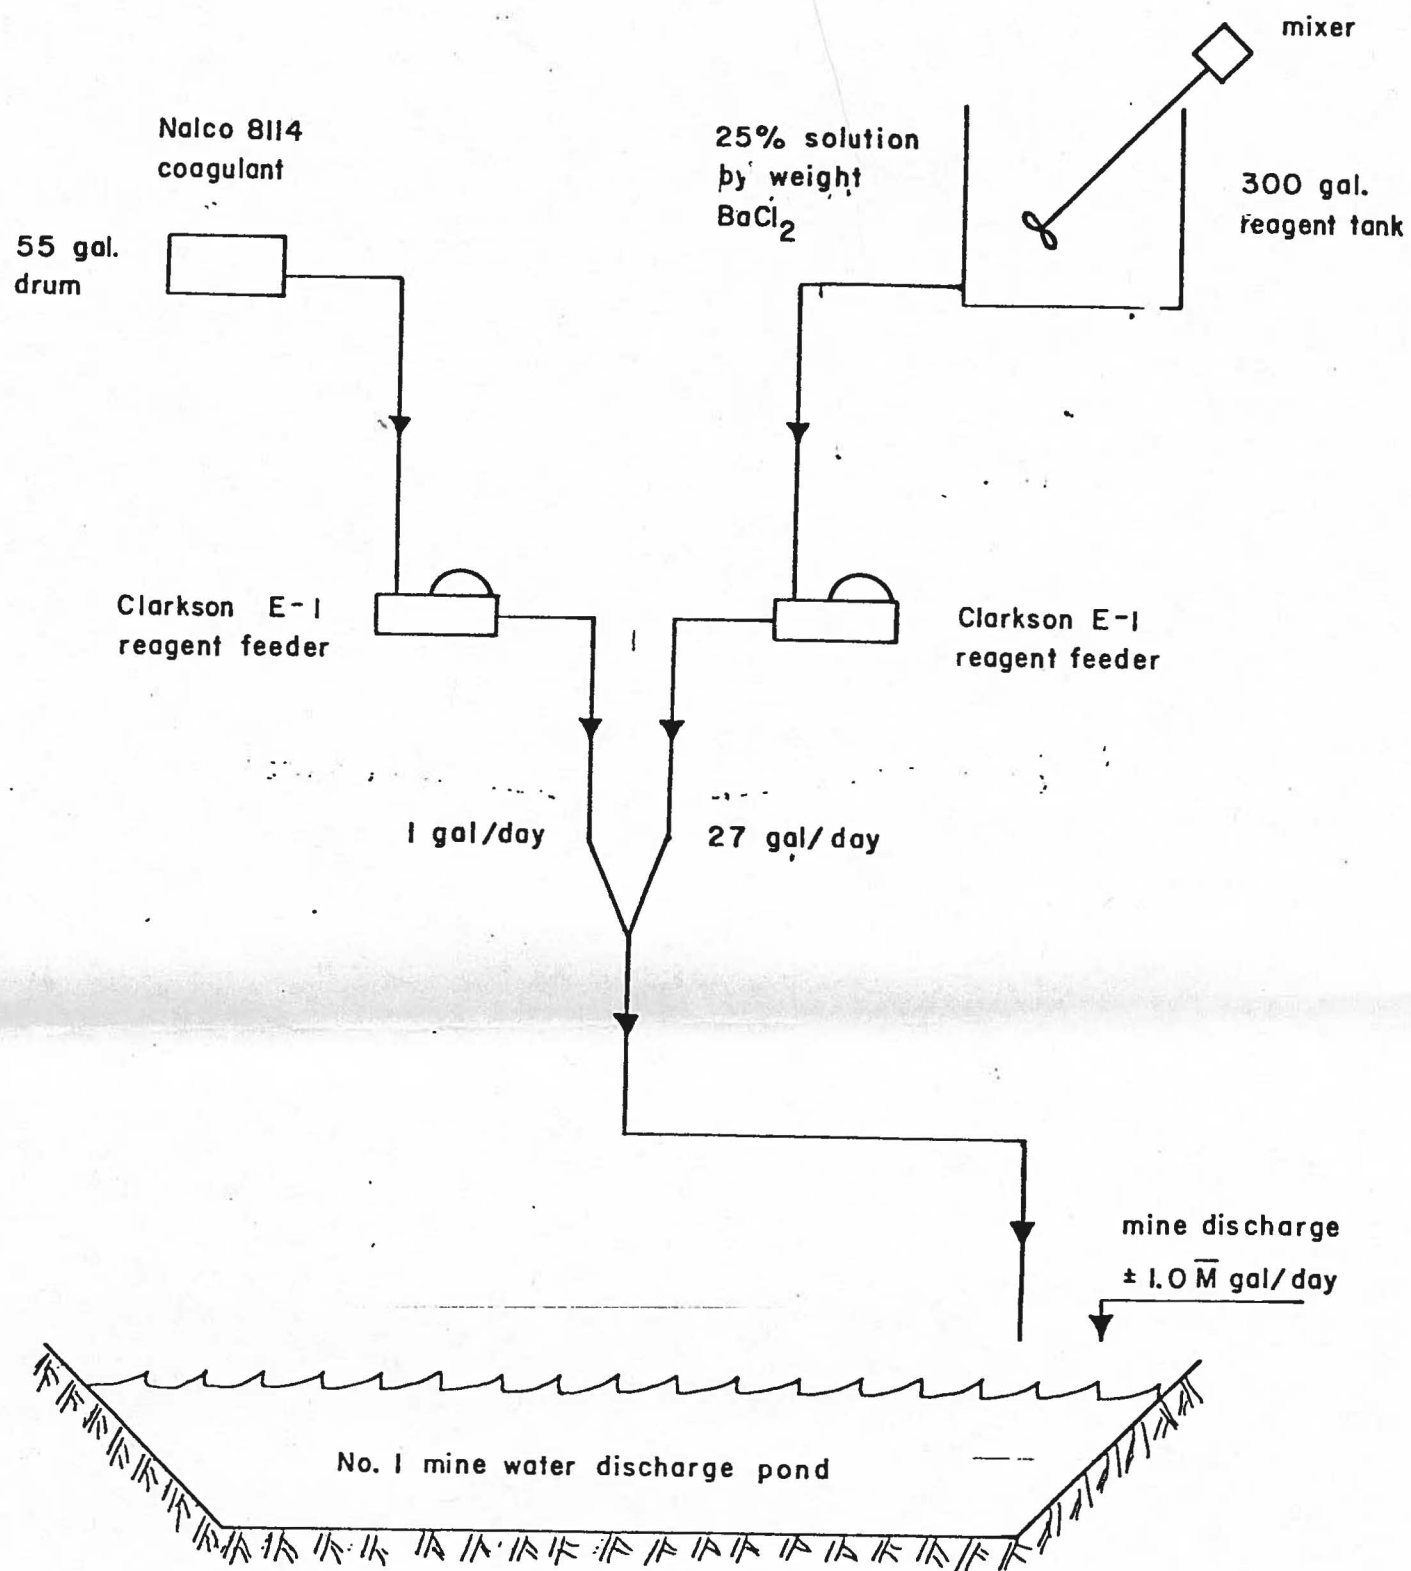 mixer
Nalco 8114
coagulant
25% solution
by weight
BaCl2
300 gal.
reagent tank
55 gal.
drum
Clarkson E-1
reagent feeder
Clarkson E-1
reagent feeder
1 gal/day
27 gal/day
mine discharge
± 1.0 M̅ gal/day
No. 1 mine water discharge pond